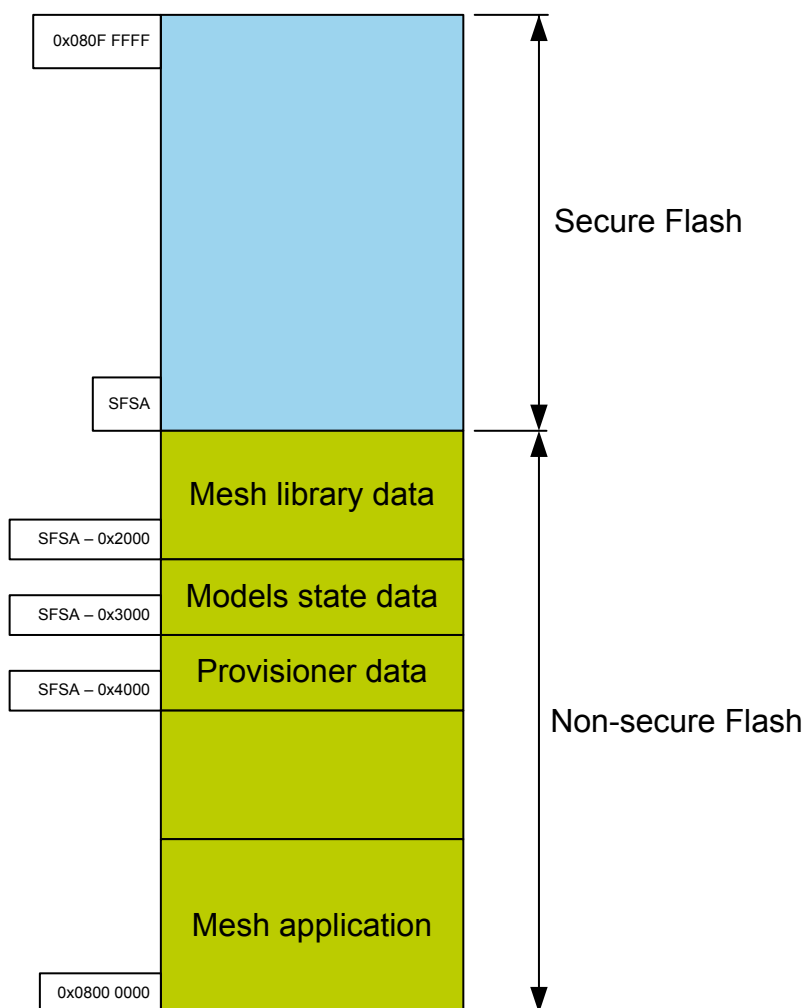 0x080F FFFF
Secure Flash
SFSA
Mesh library data
SFSA – 0x2000
Models state data
SFSA – 0x3000
Provisioner data
SFSA – 0x4000
Non-secure Flash
Mesh application
0x0800 0000